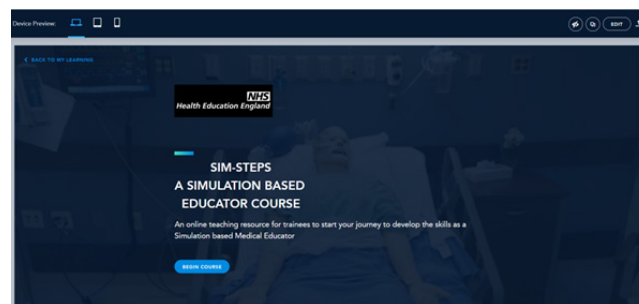 Device Preview:
EDIT
BACK TO MY LEARNING
NHS
Health Education England
SIM-STEPS
A SIMULATION BASED
EDUCATOR COURSE
An online teaching resource for trainees to start your journey to develop the skills as a
Simulation based Medical Educator
BEGIN COURSE